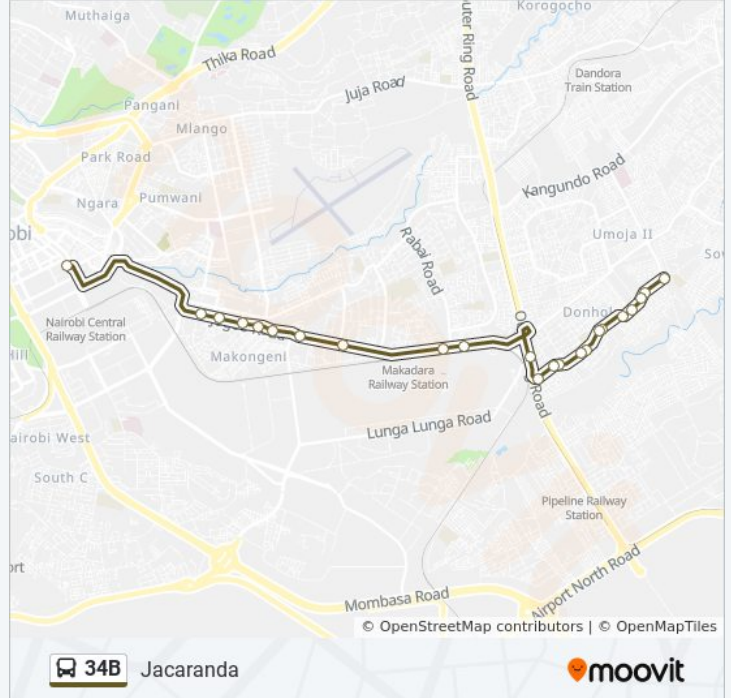 Muthaiga
Korogocho
Thika Road
Outer Ring Road
Dandora
Train Station
Juja Road
Pangani
Mlango
Park Road
Kangundo Road
Ngara
Pumwani
Umoja II
obi
Rabai Road
Sow
Nairobi Central
Railway Station
Donhol
Makongeni
Makadara
Railway Station
Hill
Road
Lunga Lunga Road
airobi West
South C
Pipeline Railway
Station
ort
Airport North Road
Mombasa Road
© OpenStreetMap contributors | © OpenMapTiles
34B Jacaranda
moovit